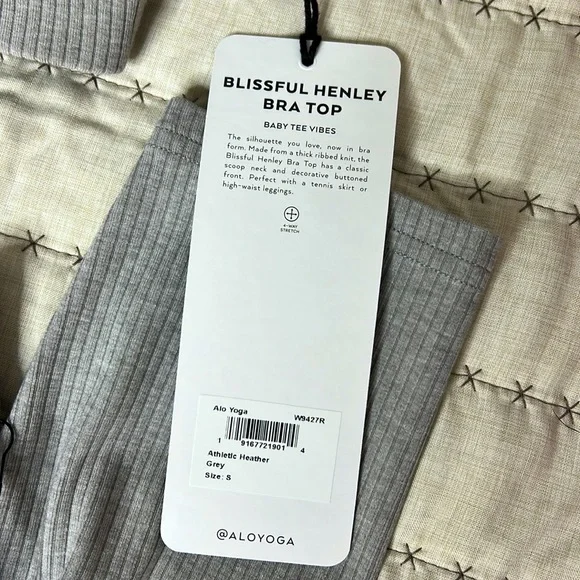 BLISSFUL HENLEY
BRA TOP
BABY TEE VIBES
The silhouette you love, now in bra
form. Made from a thick ribbed knit, the
Blissful Henley Bra Top has a classic
scoop neck and decorative buttoned
front. Perfect with a tennis skirt or
high-waist leggings.
4-WAY
STRETCH
Alo Yoga W9427R
1 9167721901 4
Athletic Heather
Grey
Size: S
@ALOYOGA